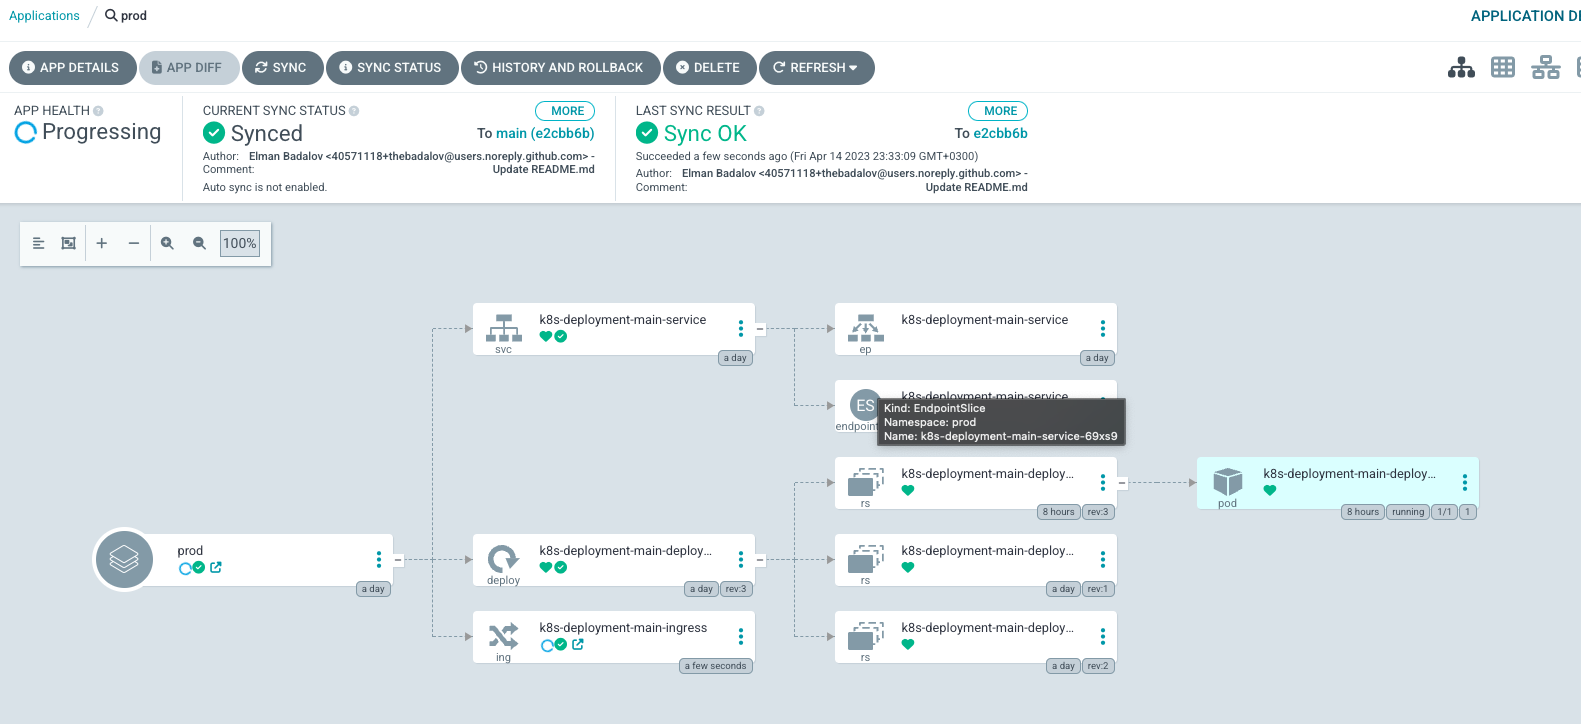 Applications / prod
APPLICATION DE
APP DETAILS
APP DIFF
SYNC
SYNC STATUS
HISTORY AND ROLLBACK
DELETE
REFRESH
APP HEALTH
Progressing
CURRENT SYNC STATUS
MORE
Synced
To main (e2cbb6b)
Author: Elman Badalov <40571118+thebadalov@users.noreply.github.com> -
Comment: Update README.md
Auto sync is not enabled.
LAST SYNC RESULT
MORE
Sync OK
To e2cbb6b
Succeeded a few seconds ago (Fri Apr 14 2023 23:33:09 GMT+0300)
Author: Elman Badalov <40571118+thebadalov@users.noreply.github.com> -
Comment: Update README.md
100%
k8s-deployment-main-service
svc
a day
k8s-deployment-main-service
ep
a day
k8s-deployment-main-service
ES
endpoint
Kind: EndpointSlice
Namespace: prod
Name: k8s-deployment-main-service-69xs9
k8s-deployment-main-deploy...
rs
8 hours rev:3
k8s-deployment-main-deploy...
pod
8 hours running 1/1 1
prod
a day
k8s-deployment-main-deploy...
deploy
a day rev:3
k8s-deployment-main-deploy...
rs
a day rev:1
k8s-deployment-main-ingress
ing
a few seconds
k8s-deployment-main-deploy...
rs
a day rev:2